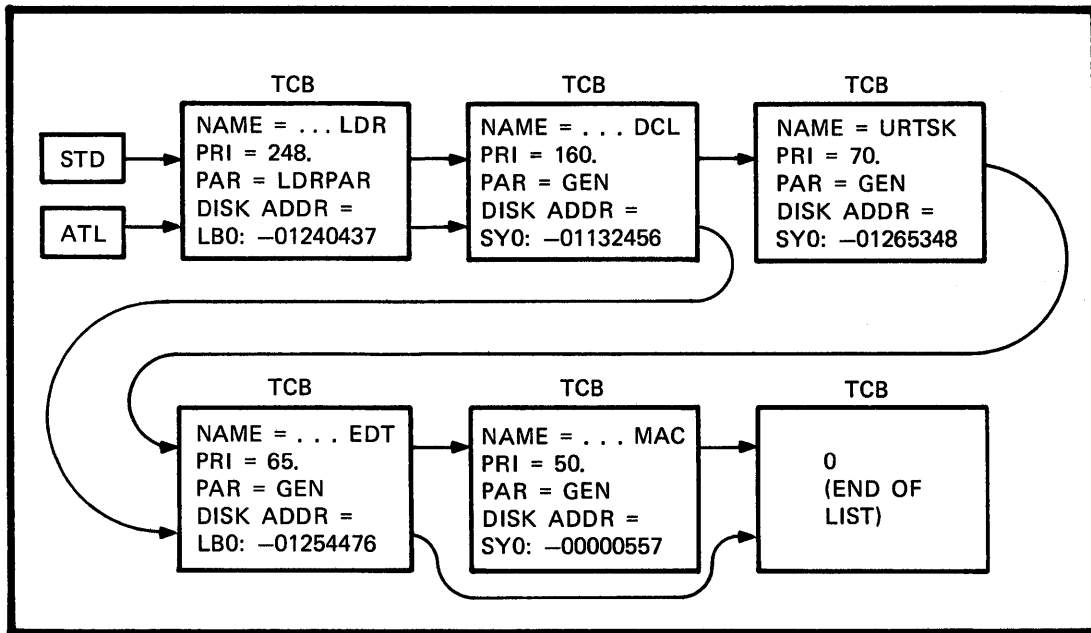 TCB
TCB
TCB
STD
ATL
NAME = ... LDR
PRI = 248.
PAR = LDRPAR
DISK ADDR =
LB0: –01240437
NAME = ... DCL
PRI = 160.
PAR = GEN
DISK ADDR =
SY0: –01132456
NAME = URTSK
PRI = 70.
PAR = GEN
DISK ADDR =
SY0: –01265348
TCB
TCB
TCB
NAME = ... EDT
PRI = 65.
PAR = GEN
DISK ADDR =
LB0: –01254476
NAME = ... MAC
PRI = 50.
PAR = GEN
DISK ADDR =
SY0: –00000557
0
(END OF
LIST)